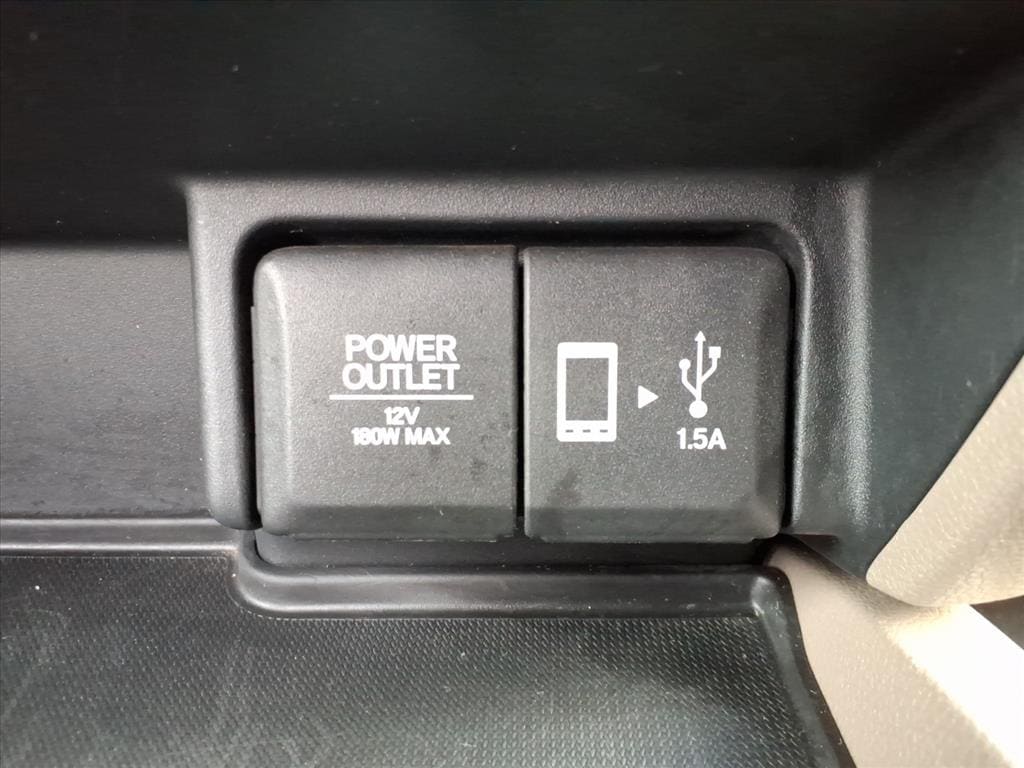 POWER
OUTLET
12V
180W MAX
1.5A